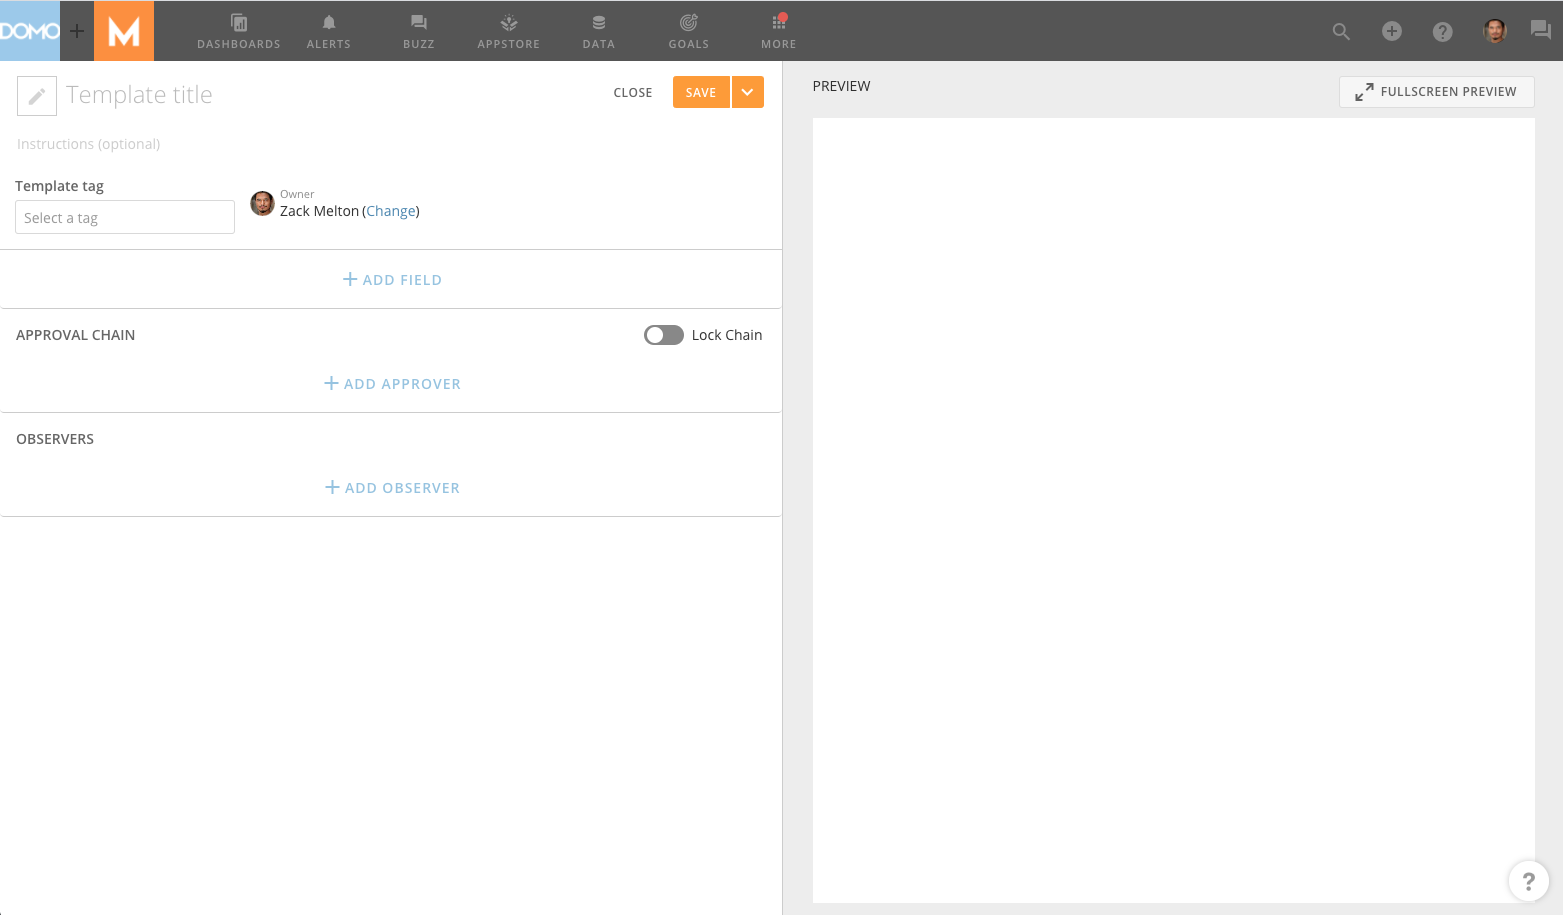 DOMO
M
DASHBOARDS
ALERTS
BUZZ
APPSTORE
DATA
GOALS
MORE
Template title
CLOSE
SAVE
Instructions (optional)
Template tag
Select a tag
Owner
Zack Melton (Change)
+ ADD FIELD
APPROVAL CHAIN
Lock Chain
+ ADD APPROVER
OBSERVERS
+ ADD OBSERVER
PREVIEW
FULLSCREEN PREVIEW
?